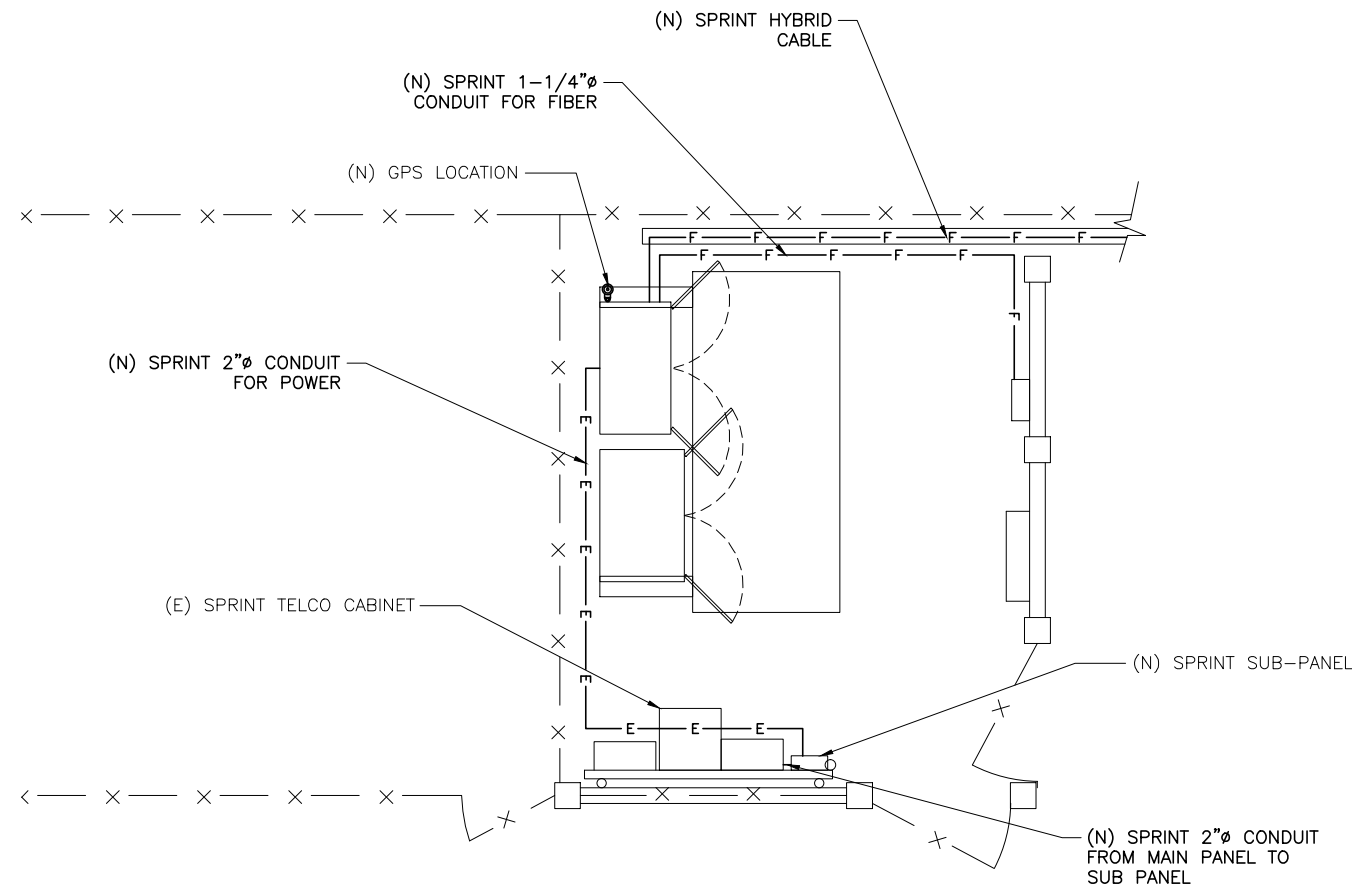 (N) SPRINT HYBRID
CABLE
(N) SPRINT 1-1/4"ø
CONDUIT FOR FIBER
(N) GPS LOCATION
F F F F F F F
F F F F F
F
(N) SPRINT 2"ø CONDUIT
FOR POWER
E
E
E
E
E
(E) SPRINT TELCO CABINET
(N) SPRINT SUB-PANEL
E E E
(N) SPRINT 2"ø CONDUIT
FROM MAIN PANEL TO
SUB PANEL